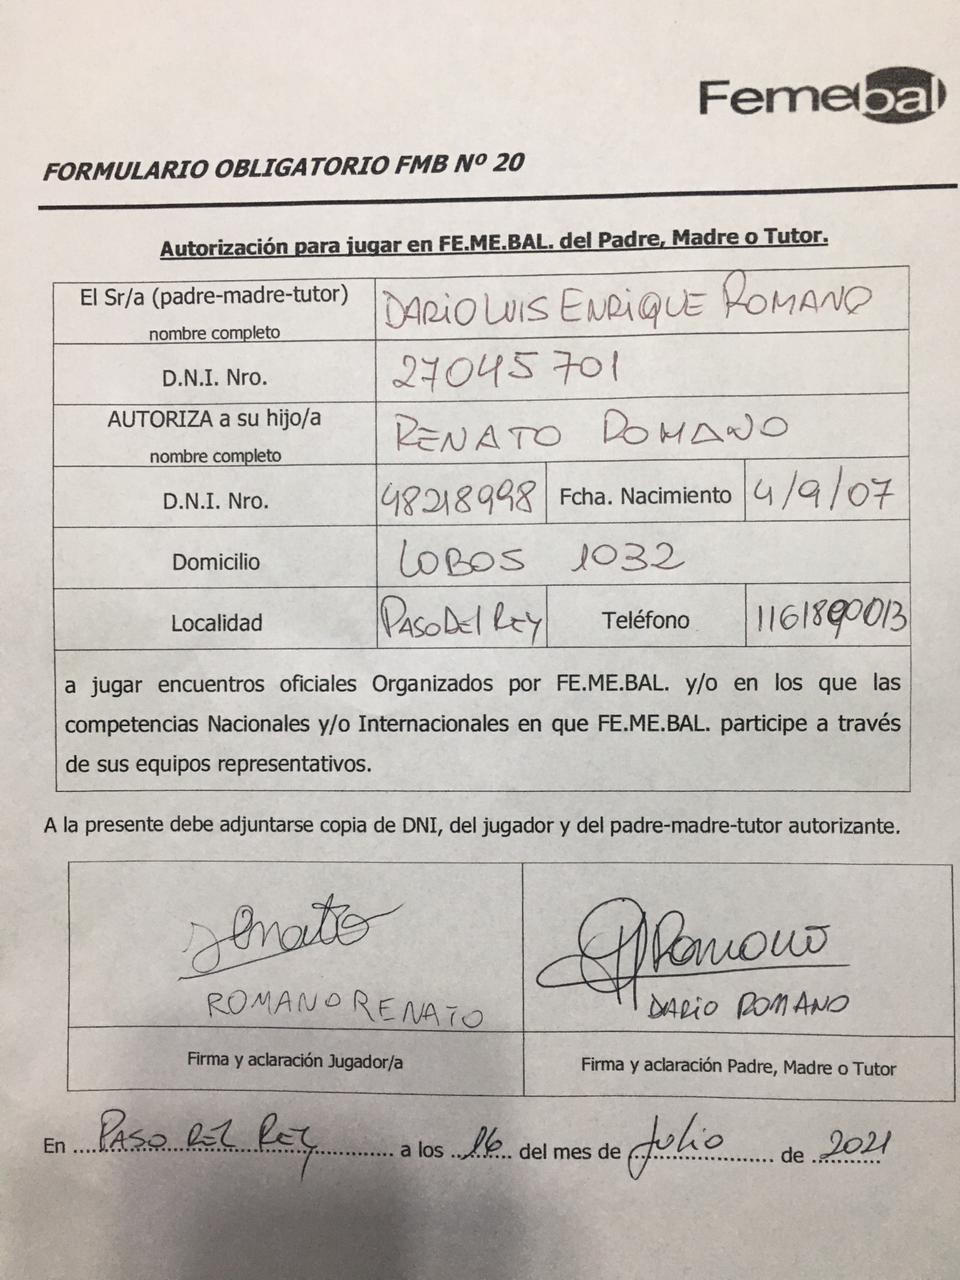 Femebal
FORMULARIO OBLIGATORIO FMB Nº 20
Autorización para jugar en FE.ME.BAL. del Padre, Madre o Tutor.
El Sr/a (padre-madre-tutor)
nombre completo
DARIO LUIS ENRIQUE ROMANO
D.N.I. Nro.
27045701
AUTORIZA a su hijo/a
nombre completo
RENATO ROMANO
D.N.I. Nro.
48218998
Fcha. Nacimiento
4/9/07
Domicilio
LOBOS 1032
Localidad
PASO DEL REY
Teléfono
a jugar encuentros oficiales Organizados por FE.ME.BAL. y/o en los que las
competencias Nacionales y/o Internacionales en que FE.ME.BAL. participe a través
de sus equipos representativos.
A la presente debe adjuntarse copia de DNI, del jugador y del padre-madre-tutor autorizante.
Renato
ROMANO RENATO
Romano
DARIO ROMANO
Firma y aclaración Jugador/a
Firma y aclaración Padre, Madre o Tutor
En PASO DEL REY a los 16 del mes de Julio de 2021